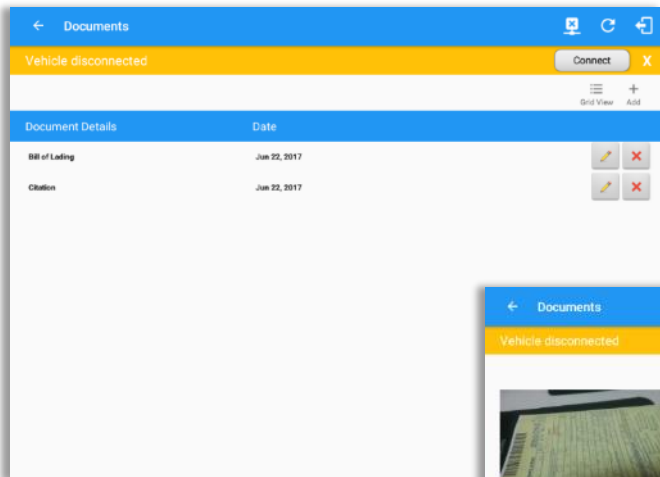 Documents
Vehicle disconnected
Connect
X
Grid View
Add
Document Details
Date
Bill of Lading
Jun 22, 2017
Citation
Jun 22, 2017
Documents
Vehicle disconnected